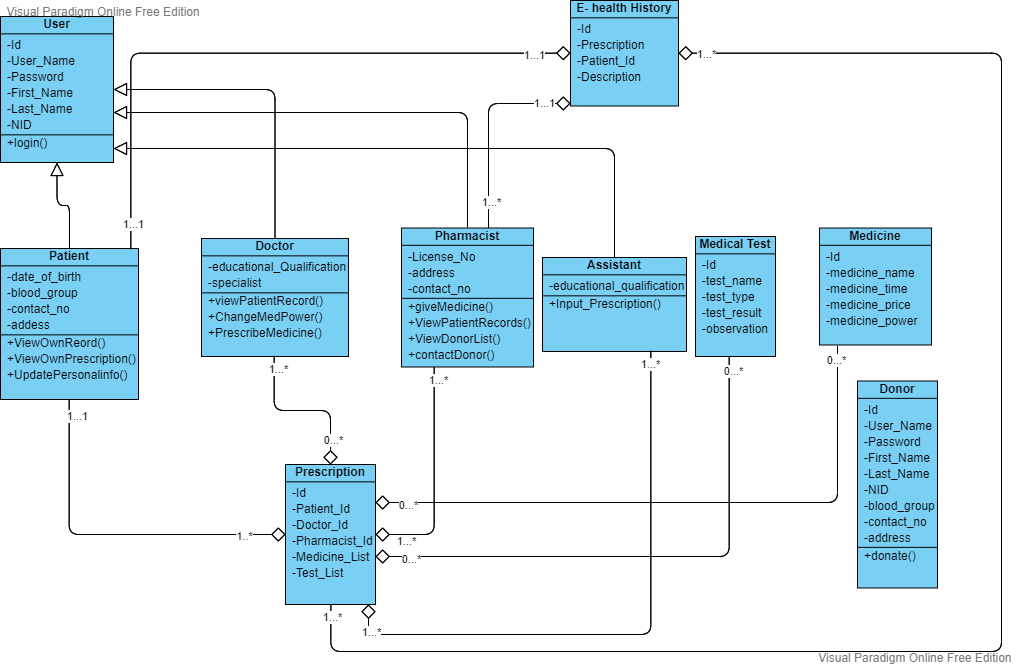 Visual Paradigm Online Free Edition
User
-Id
-User_Name
-Password
-First_Name
-Last_Name
-NID
+login()
E- health History
-Id
-Prescription
-Patient_Id
-Description
1...1
1...*
1...1
1...*
1...1
Patient
-date_of_birth
-blood_group
-contact_no
-addess
+ViewOwnReord()
+ViewOwnPrescription()
+UpdatePersonalinfo()
Doctor
-educational_Qualification
-specialist
+viewPatientRecord()
+ChangeMedPower()
+PrescribeMedicine()
Pharmacist
-License_No
-address
-contact_no
+giveMedicine()
+ViewPatientRecords()
+ViewDonorList()
+contactDonor()
Assistant
-educational_qualification
+Input_Prescription()
Medical Test
-Id
-test_name
-test_type
-test_result
-observation
Medicine
-Id
-medicine_name
-medicine_time
-medicine_price
-medicine_power
1...1
1...*
1...*
1...*
0...*
0...*
0...*
Donor
-Id
-User_Name
-Password
-First_Name
-Last_Name
-NID
-blood_group
-contact_no
-address
+donate()
Prescription
-Id
-Patient_Id
-Doctor_Id
-Pharmacist_Id
-Medicine_List
-Test_List
0...*
1..*
1...*
0...*
1...*
1...*
Visual Paradigm Online Free Edition